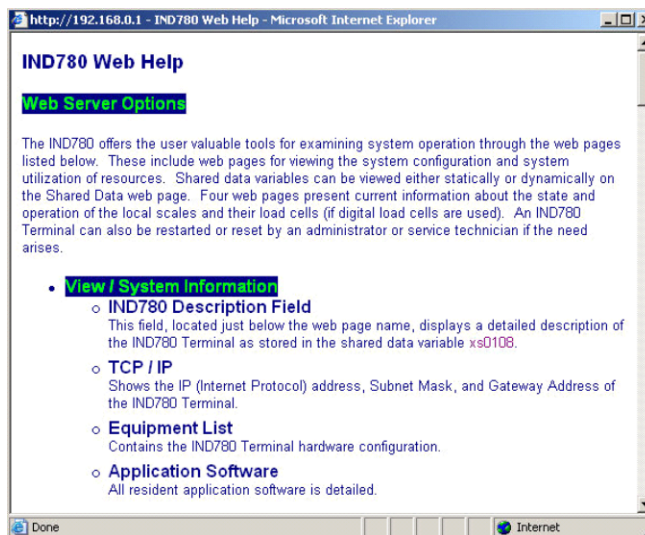 http://192.168.0.1 - IND780 Web Help - Microsoft Internet Explorer
IND780 Web Help
Web Server Options
The IND780 offers the user valuable tools for examining system operation through the web pages
listed below. These include web pages for viewing the system configuration and system
utilization of resources. Shared data variables can be viewed either statically or dynamically on
the Shared Data web page. Four web pages present current information about the state and
operation of the local scales and their load cells (if digital load cells are used). An IND780
Terminal can also be restarted or reset by an administrator or service technician if the need
arises.
View / System Information
IND780 Description Field
This field, located just below the web page name, displays a detailed description of
the IND780 Terminal as stored in the shared data variable xs0108.
TCP / IP
Shows the IP (Internet Protocol) address, Subnet Mask, and Gateway Address of
the IND780 Terminal.
Equipment List
Contains the IND780 Terminal hardware configuration.
Application Software
All resident application software is detailed.
Done
Internet